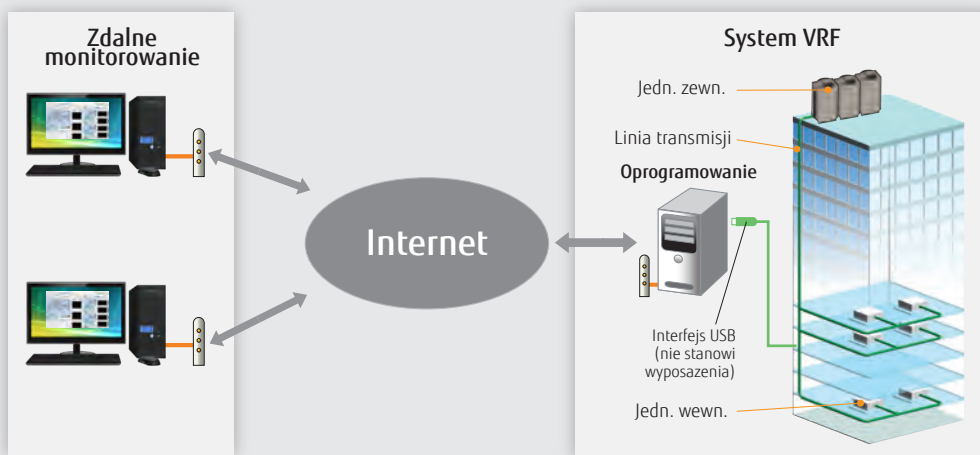 Zdalne
monitorowanie
Internet
System VRF
Jedn. zewn.
Linia transmisji
Oprogramowanie
Interfejs USB
(nie stanowi
wyposazenia)
Jedn. wewn.